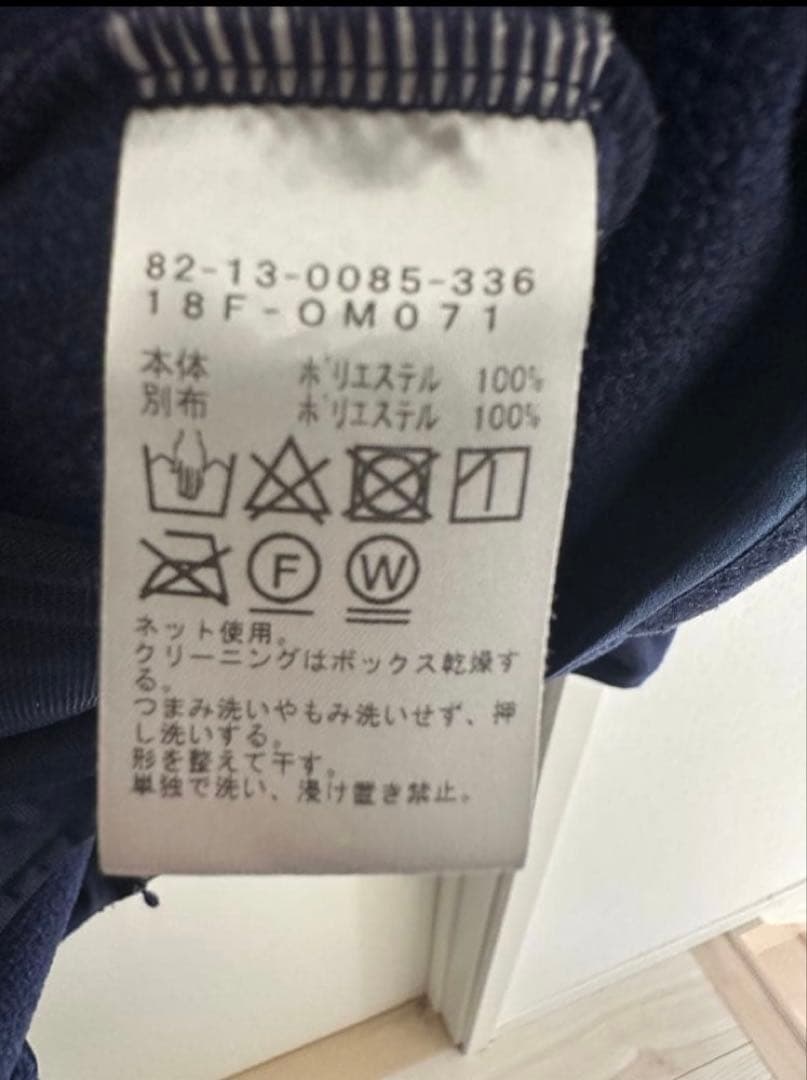 82-13-0085-336
18F-OM071
本体 ポリエステル 100%
別布 ポリエステル 100%
F W
ネット使用。
クリーニングはボックス乾燥す
る。
つまみ洗いやもみ洗いせず、押
し洗いする。
形を整えて干す。
単独で洗い、浸け置き禁止。